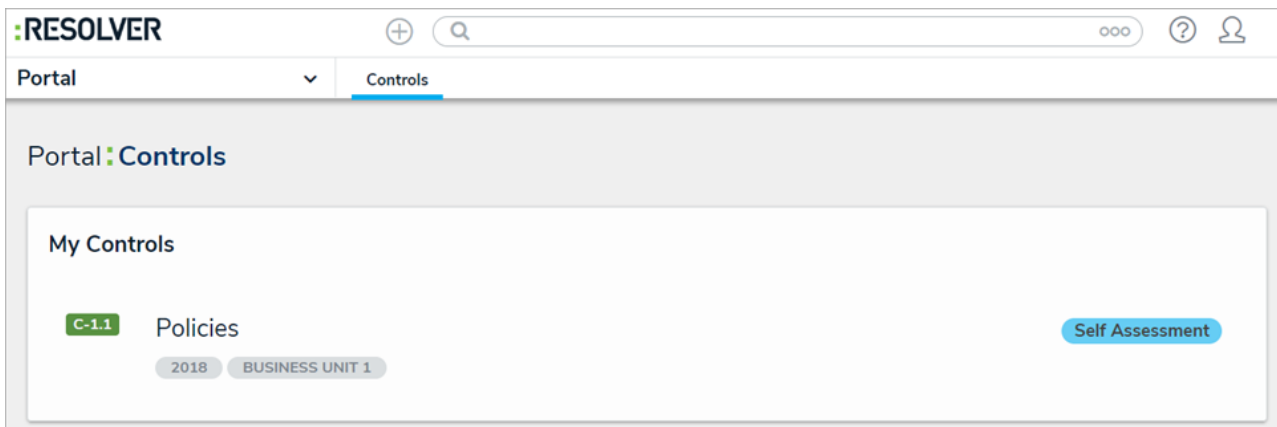 :RESOLVER
Portal Controls
Portal:Controls
My Controls
C-1.1 Policies Self Assessment
2018 BUSINESS UNIT 1